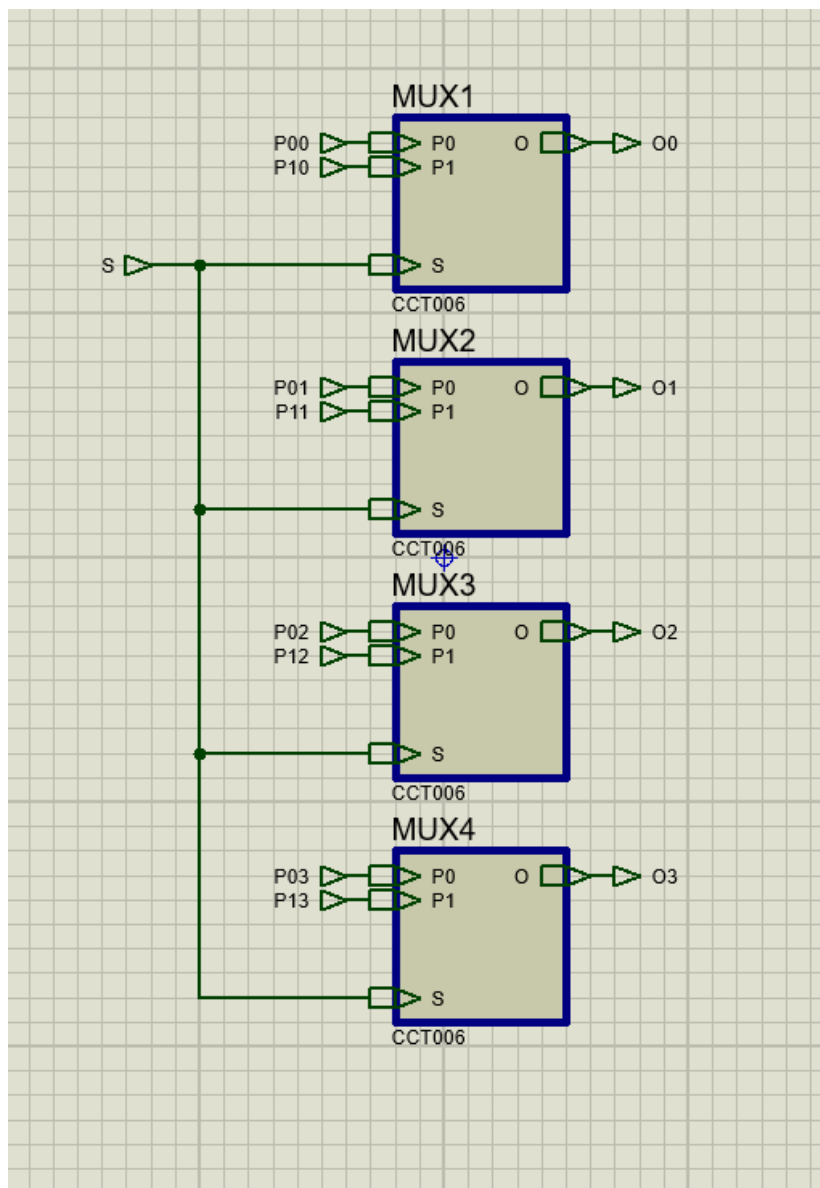 MUX1
P00 P0 O O0
P10 P1
S S
CCT006
MUX2
P01 P0 O O1
P11 P1
S
CCT006
MUX3
P02 P0 O O2
P12 P1
S
CCT006
MUX4
P03 P0 O O3
P13 P1
S
CCT006